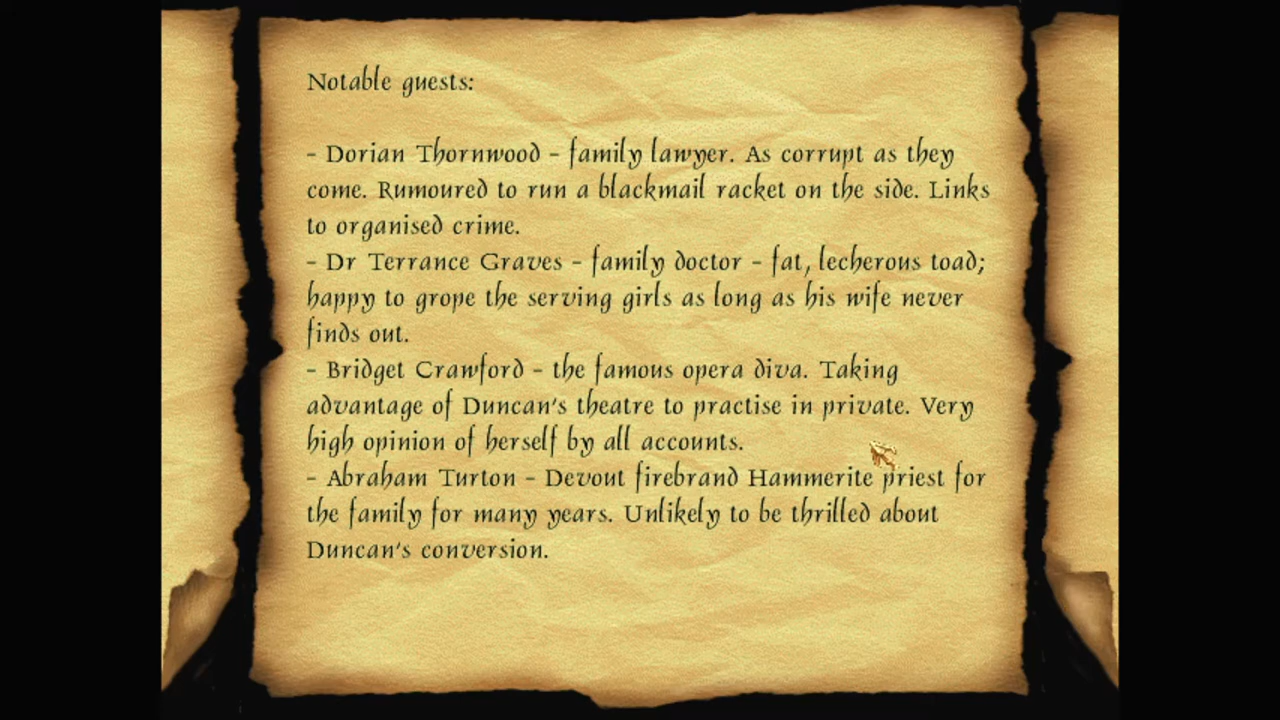 Notable guests:
- Dorian Thornwood - family lawyer. As corrupt as they
come. Rumoured to run a blackmail racket on the side. Links
to organised crime.
- Dr Terrance Graves - family doctor - fat, lecherous toad;
happy to grope the serving girls as long as his wife never
finds out.
- Bridget Crawford - the famous opera diva. Taking
advantage of Duncan's theatre to practise in private. Very
high opinion of herself by all accounts.
- Abraham Turton - Devout firebrand Hammerite priest for
the family for many years. Unlikely to be thrilled about
Duncan's conversion.